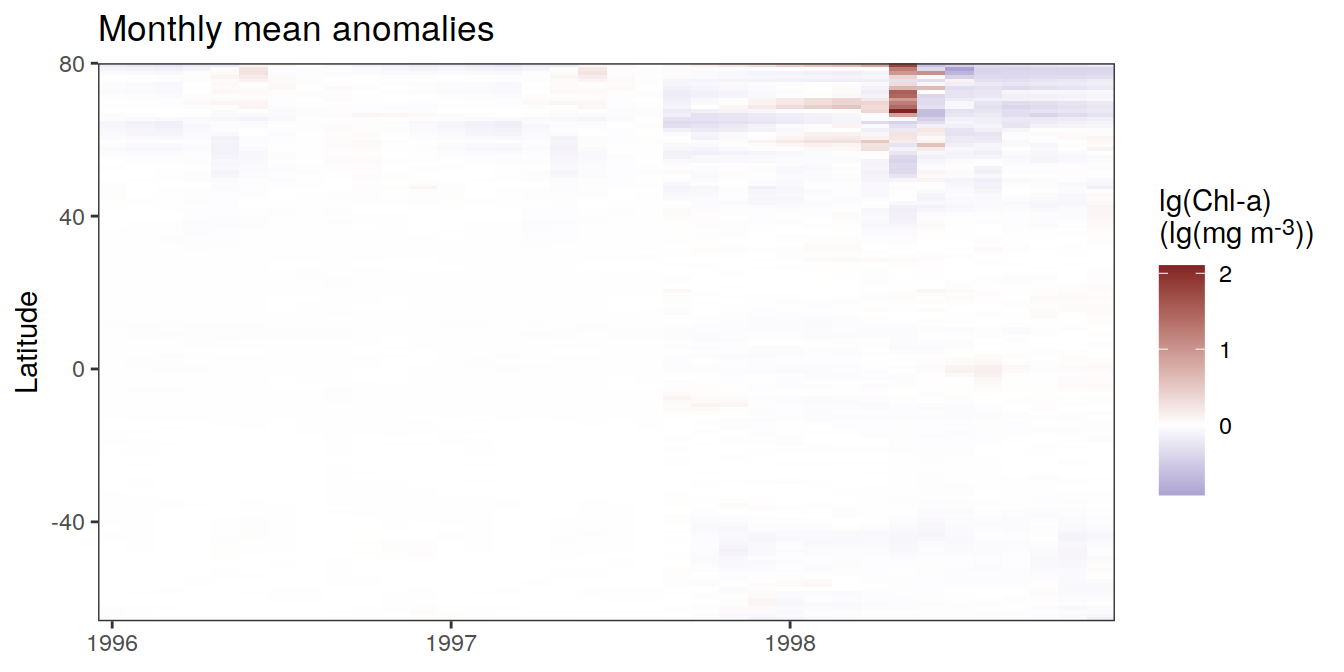 Monthly mean anomalies
80
40
0
-40
Latitude
1996
1997
1998
lg(Chl-a)
(lg(mg m⁻³))
2
1
0